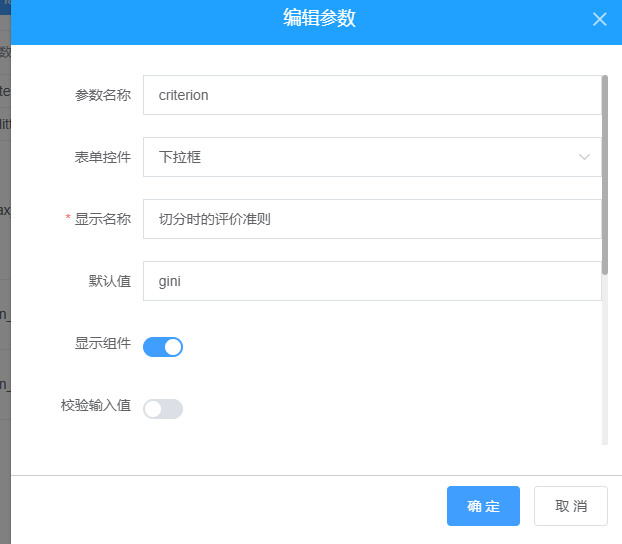 编辑参数
参数名称
criterion
表单控件
下拉框
* 显示名称
切分时的评价准则
默认值
gini
显示组件
校验输入值
确 定
取 消